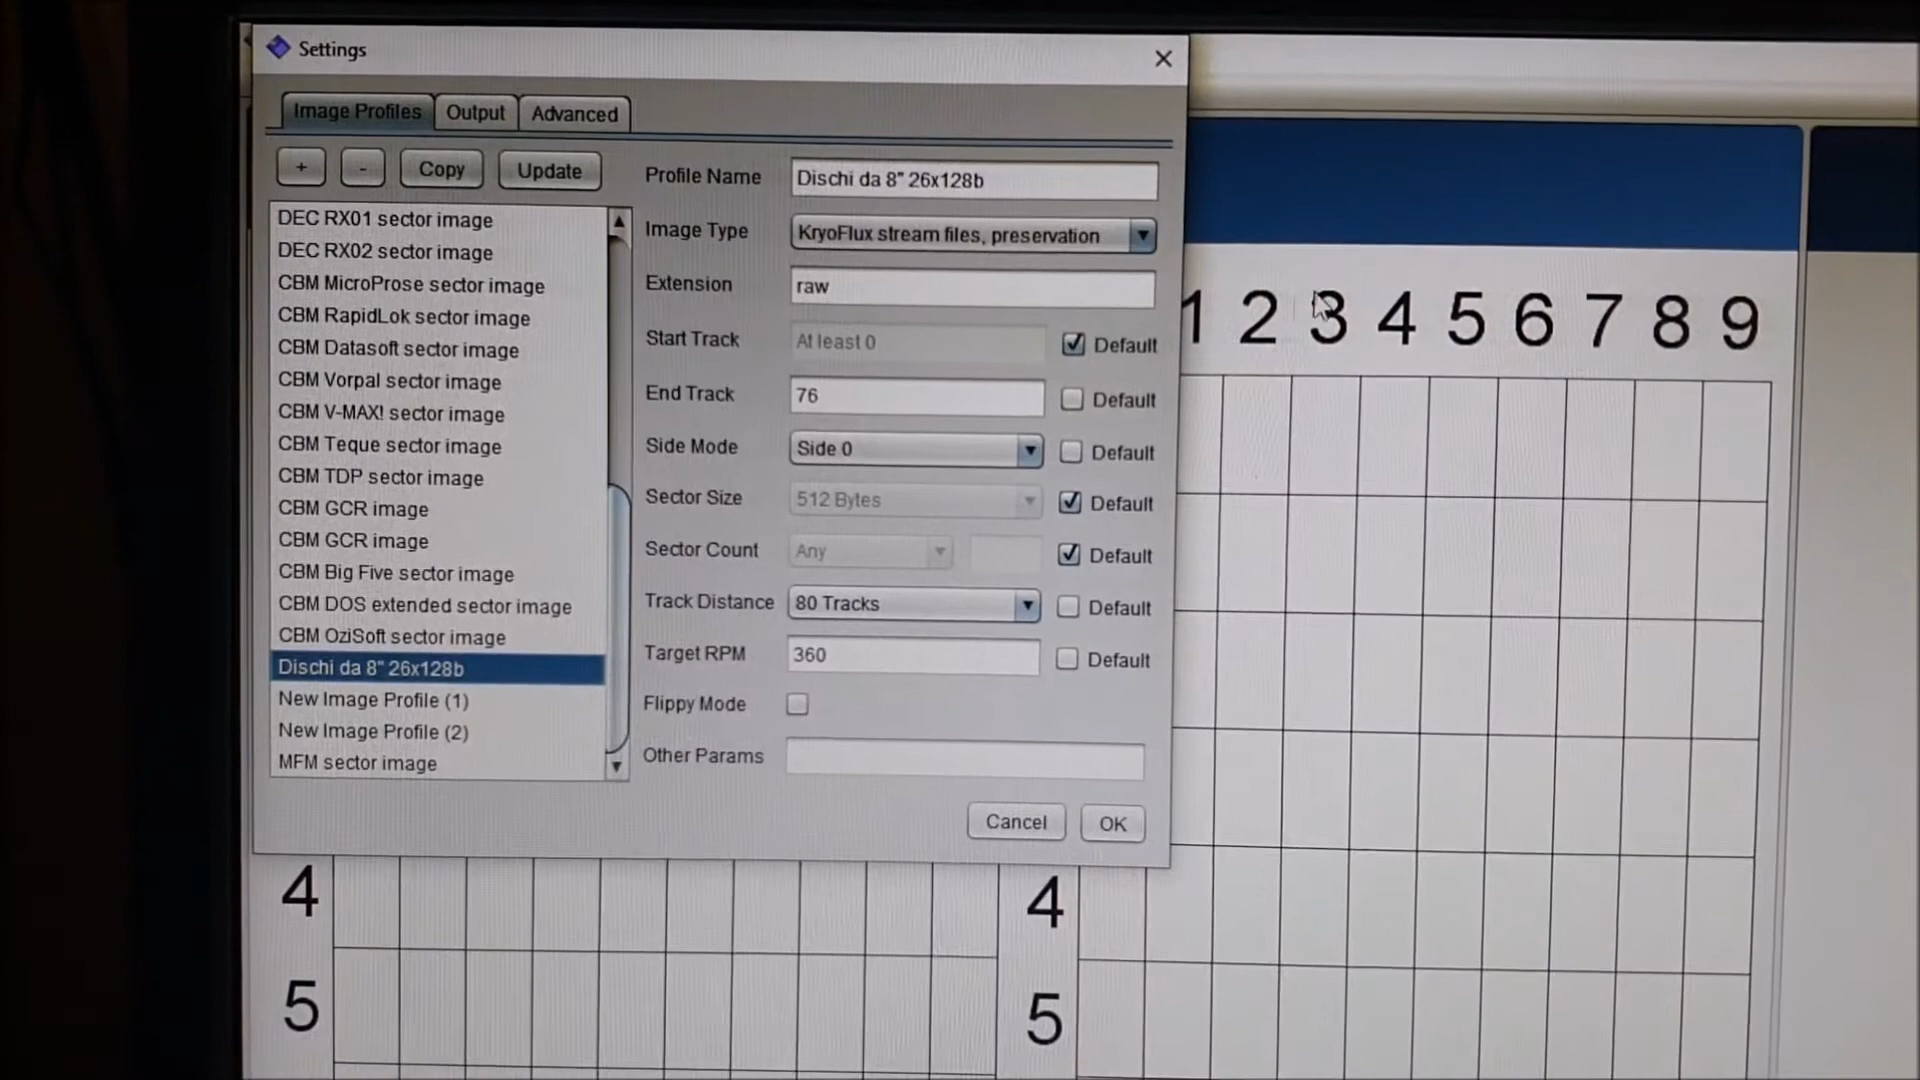 Settings
Image Profiles Output Advanced
+ - Copy Update
DEC RX01 sector image
DEC RX02 sector image
CBM MicroProse sector image
CBM RapidLok sector image
CBM Datasoft sector image
CBM Vorpal sector image
CBM V-MAX! sector image
CBM Teque sector image
CBM TDP sector image
CBM GCR image
CBM GCR image
CBM Big Five sector image
CBM DOS extended sector image
CBM OziSoft sector image
Dischi da 8" 26x128b
New Image Profile (1)
New Image Profile (2)
MFM sector image
Profile Name Dischi da 8" 26x128b
Image Type KryoFlux stream files, preservation
Extension raw
Start Track At least 0 Default
End Track 76 Default
Side Mode Side 0 Default
Sector Size 512 Bytes Default
Sector Count Any Default
Track Distance 80 Tracks Default
Target RPM 360 Default
Flippy Mode
Other Params
Cancel OK
1 2 3 4 5 6 7 8 9
4 4
5 5